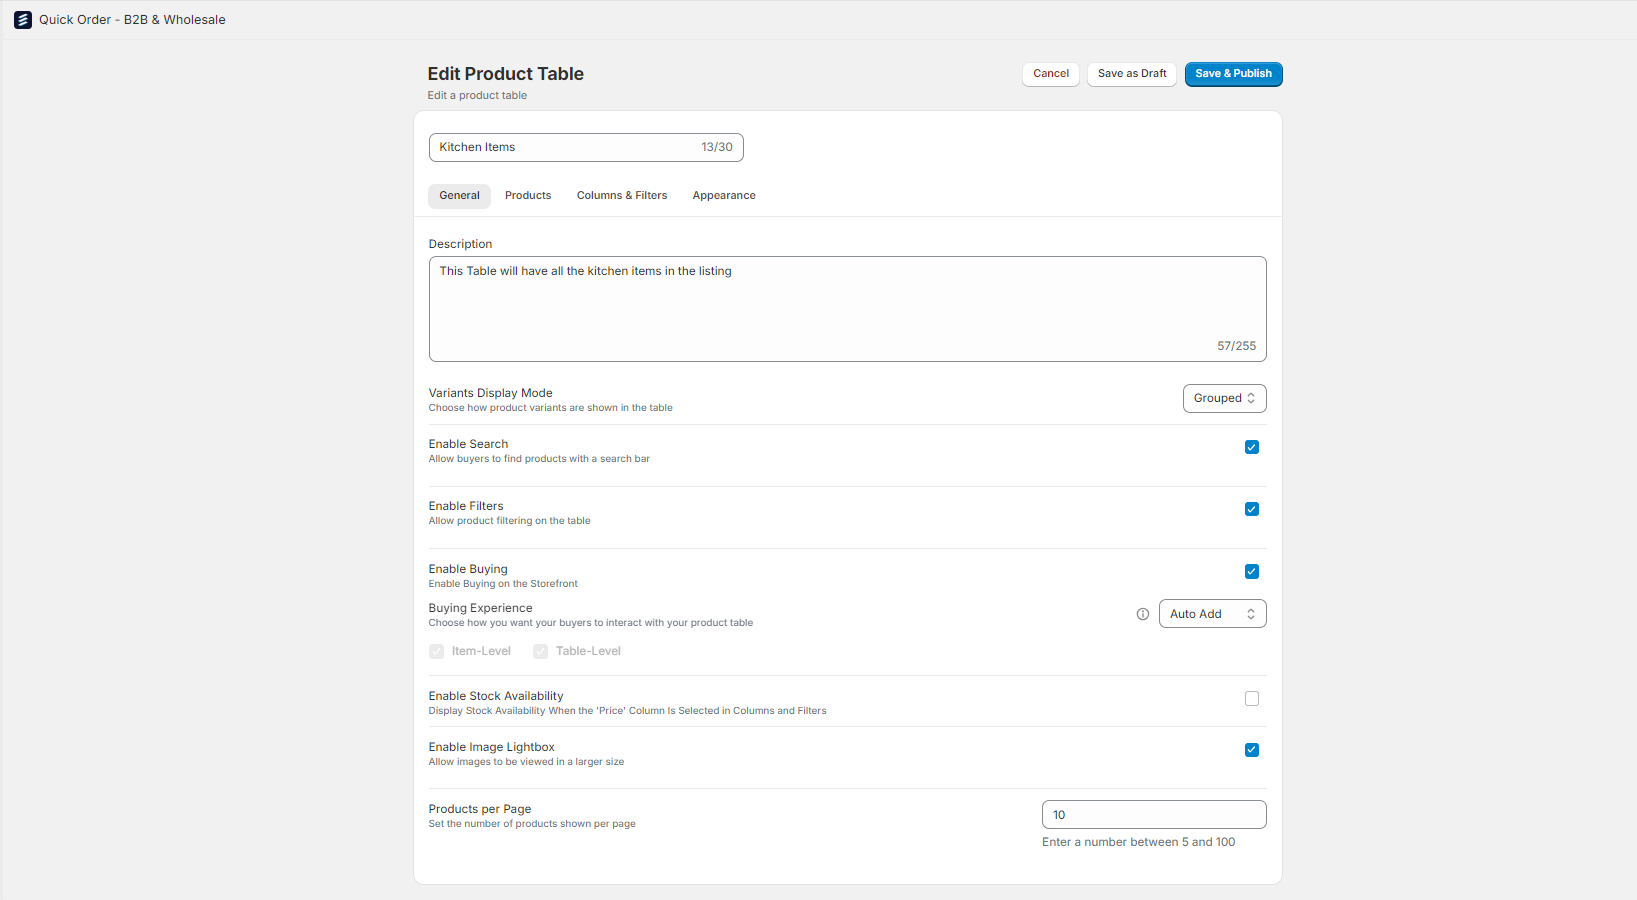 Quick Order - B2B & Wholesale
Edit Product Table
Edit a product table
Cancel
Save as Draft
Save & Publish
Kitchen Items 13/30
General Products Columns & Filters Appearance
Description
This Table will have all the kitchen items in the listing
57/255
Variants Display Mode
Choose how product variants are shown in the table
Grouped
Enable Search
Allow buyers to find products with a search bar
Enable Filters
Allow product filtering on the table
Enable Buying
Enable Buying on the Storefront
Buying Experience
Choose how you want your buyers to interact with your product table
Auto Add
Item-Level Table-Level
Enable Stock Availability
Display Stock Availability When the 'Price' Column Is Selected in Columns and Filters
Enable Image Lightbox
Allow images to be viewed in a larger size
Products per Page
Set the number of products shown per page
10
Enter a number between 5 and 100